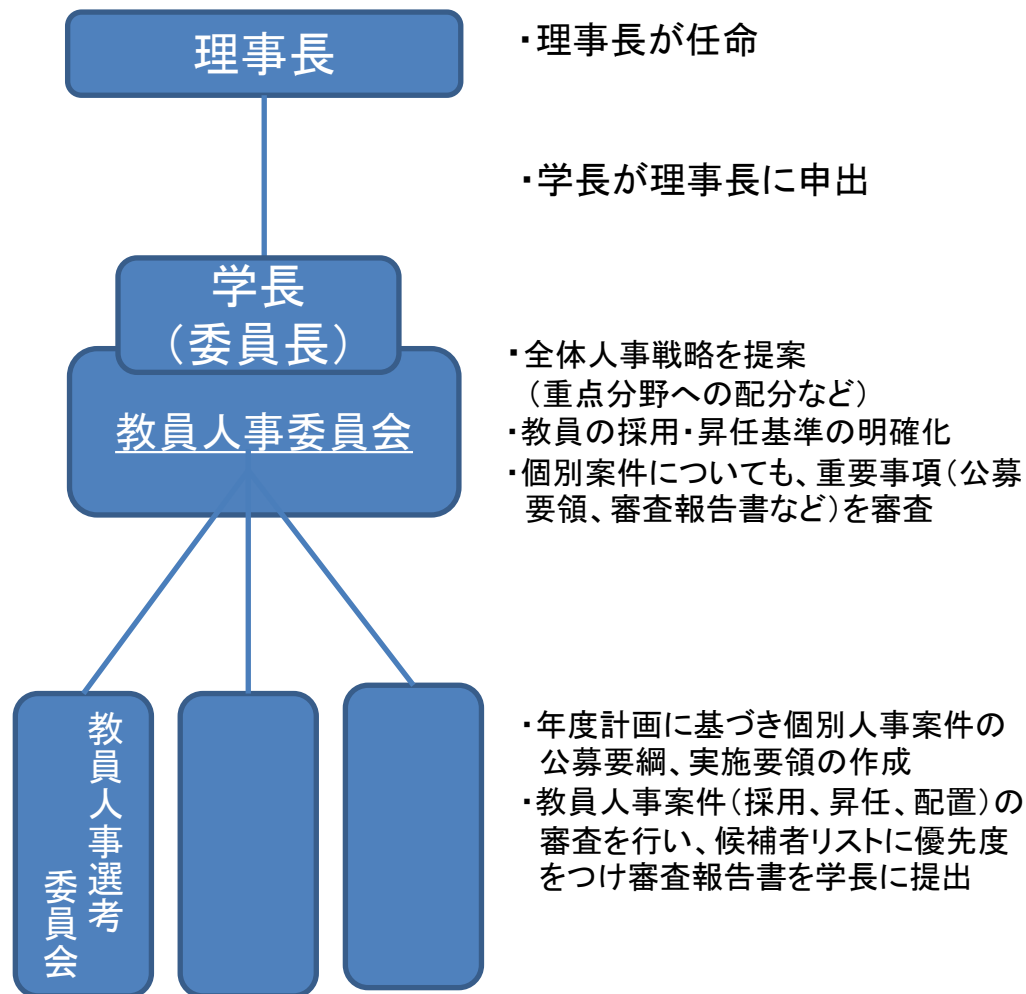 理事長
・理事長が任命
・学長が理事長に申出
学長
（委員長）
教員人事委員会
・全体人事戦略を提案
（重点分野への配分など）
・教員の採用・昇任基準の明確化
・個別案件についても、重要事項（公募
要領、審査報告書など）を審査
教員人事選考
委員会
・年度計画に基づき個別人事案件の
公募要綱、実施要領の作成
・教員人事案件（採用、昇任、配置）の
審査を行い、候補者リストに優先度
をつけ審査報告書を学長に提出